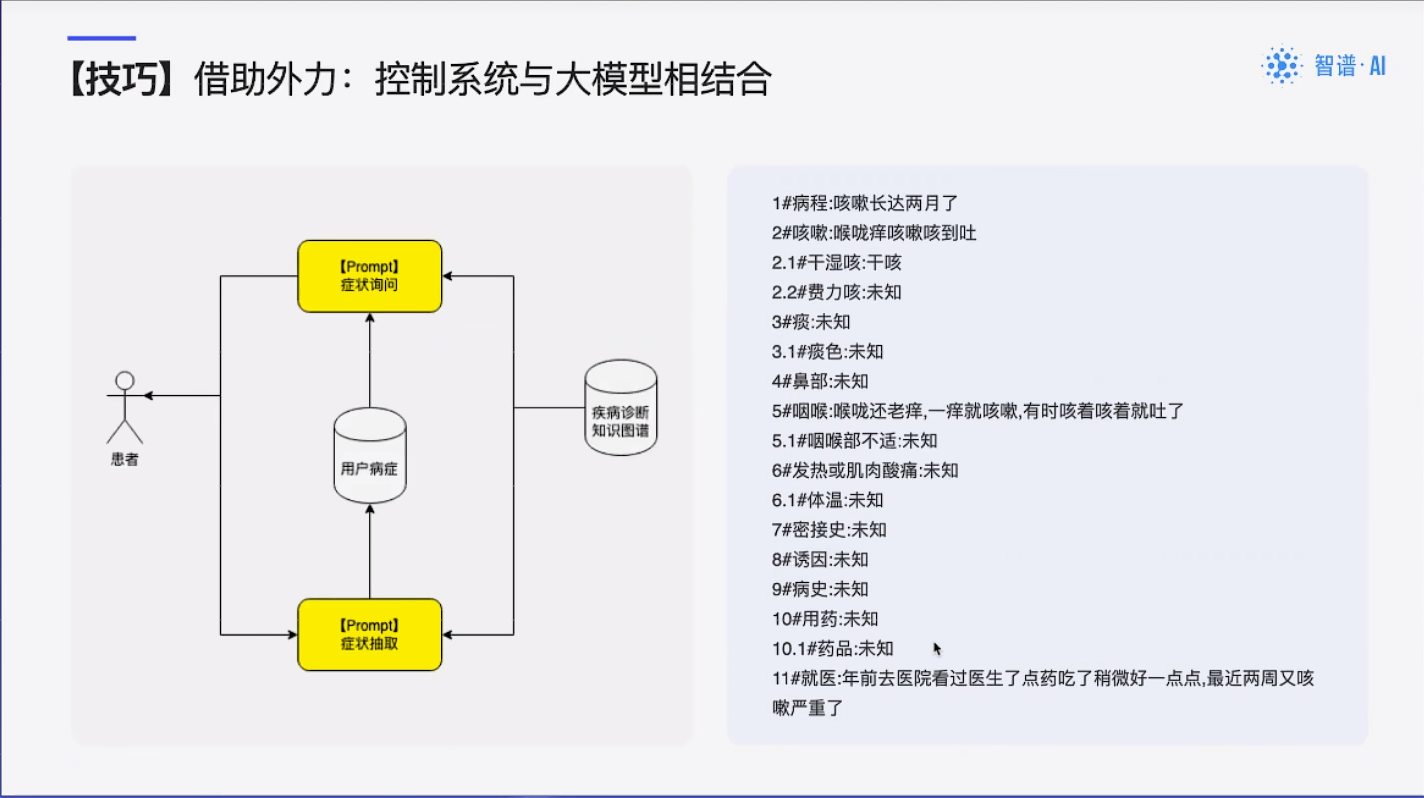 【技巧】借助外力：控制系统与大模型相结合
智谱·AI
【Prompt】
症状询问
患者
用户病症
疾病诊断
知识图谱
【Prompt】
症状抽取
1#病程:咳嗽长达两月了
2#咳嗽:喉咙痒咳嗽咳到吐
2.1#干湿咳:干咳
2.2#费力咳:未知
3#痰:未知
3.1#痰色:未知
4#鼻部:未知
5#咽喉:喉咙还老痒,一痒就咳嗽,有时咳着咳着就吐了
5.1#咽喉部不适:未知
6#发热或肌肉酸痛:未知
6.1#体温:未知
7#密接史:未知
8#诱因:未知
9#病史:未知
10#用药:未知
10.1#药品:未知
11#就医:年前去医院看过医生了点药吃了稍微好一点点,最近两周又咳
嗽严重了